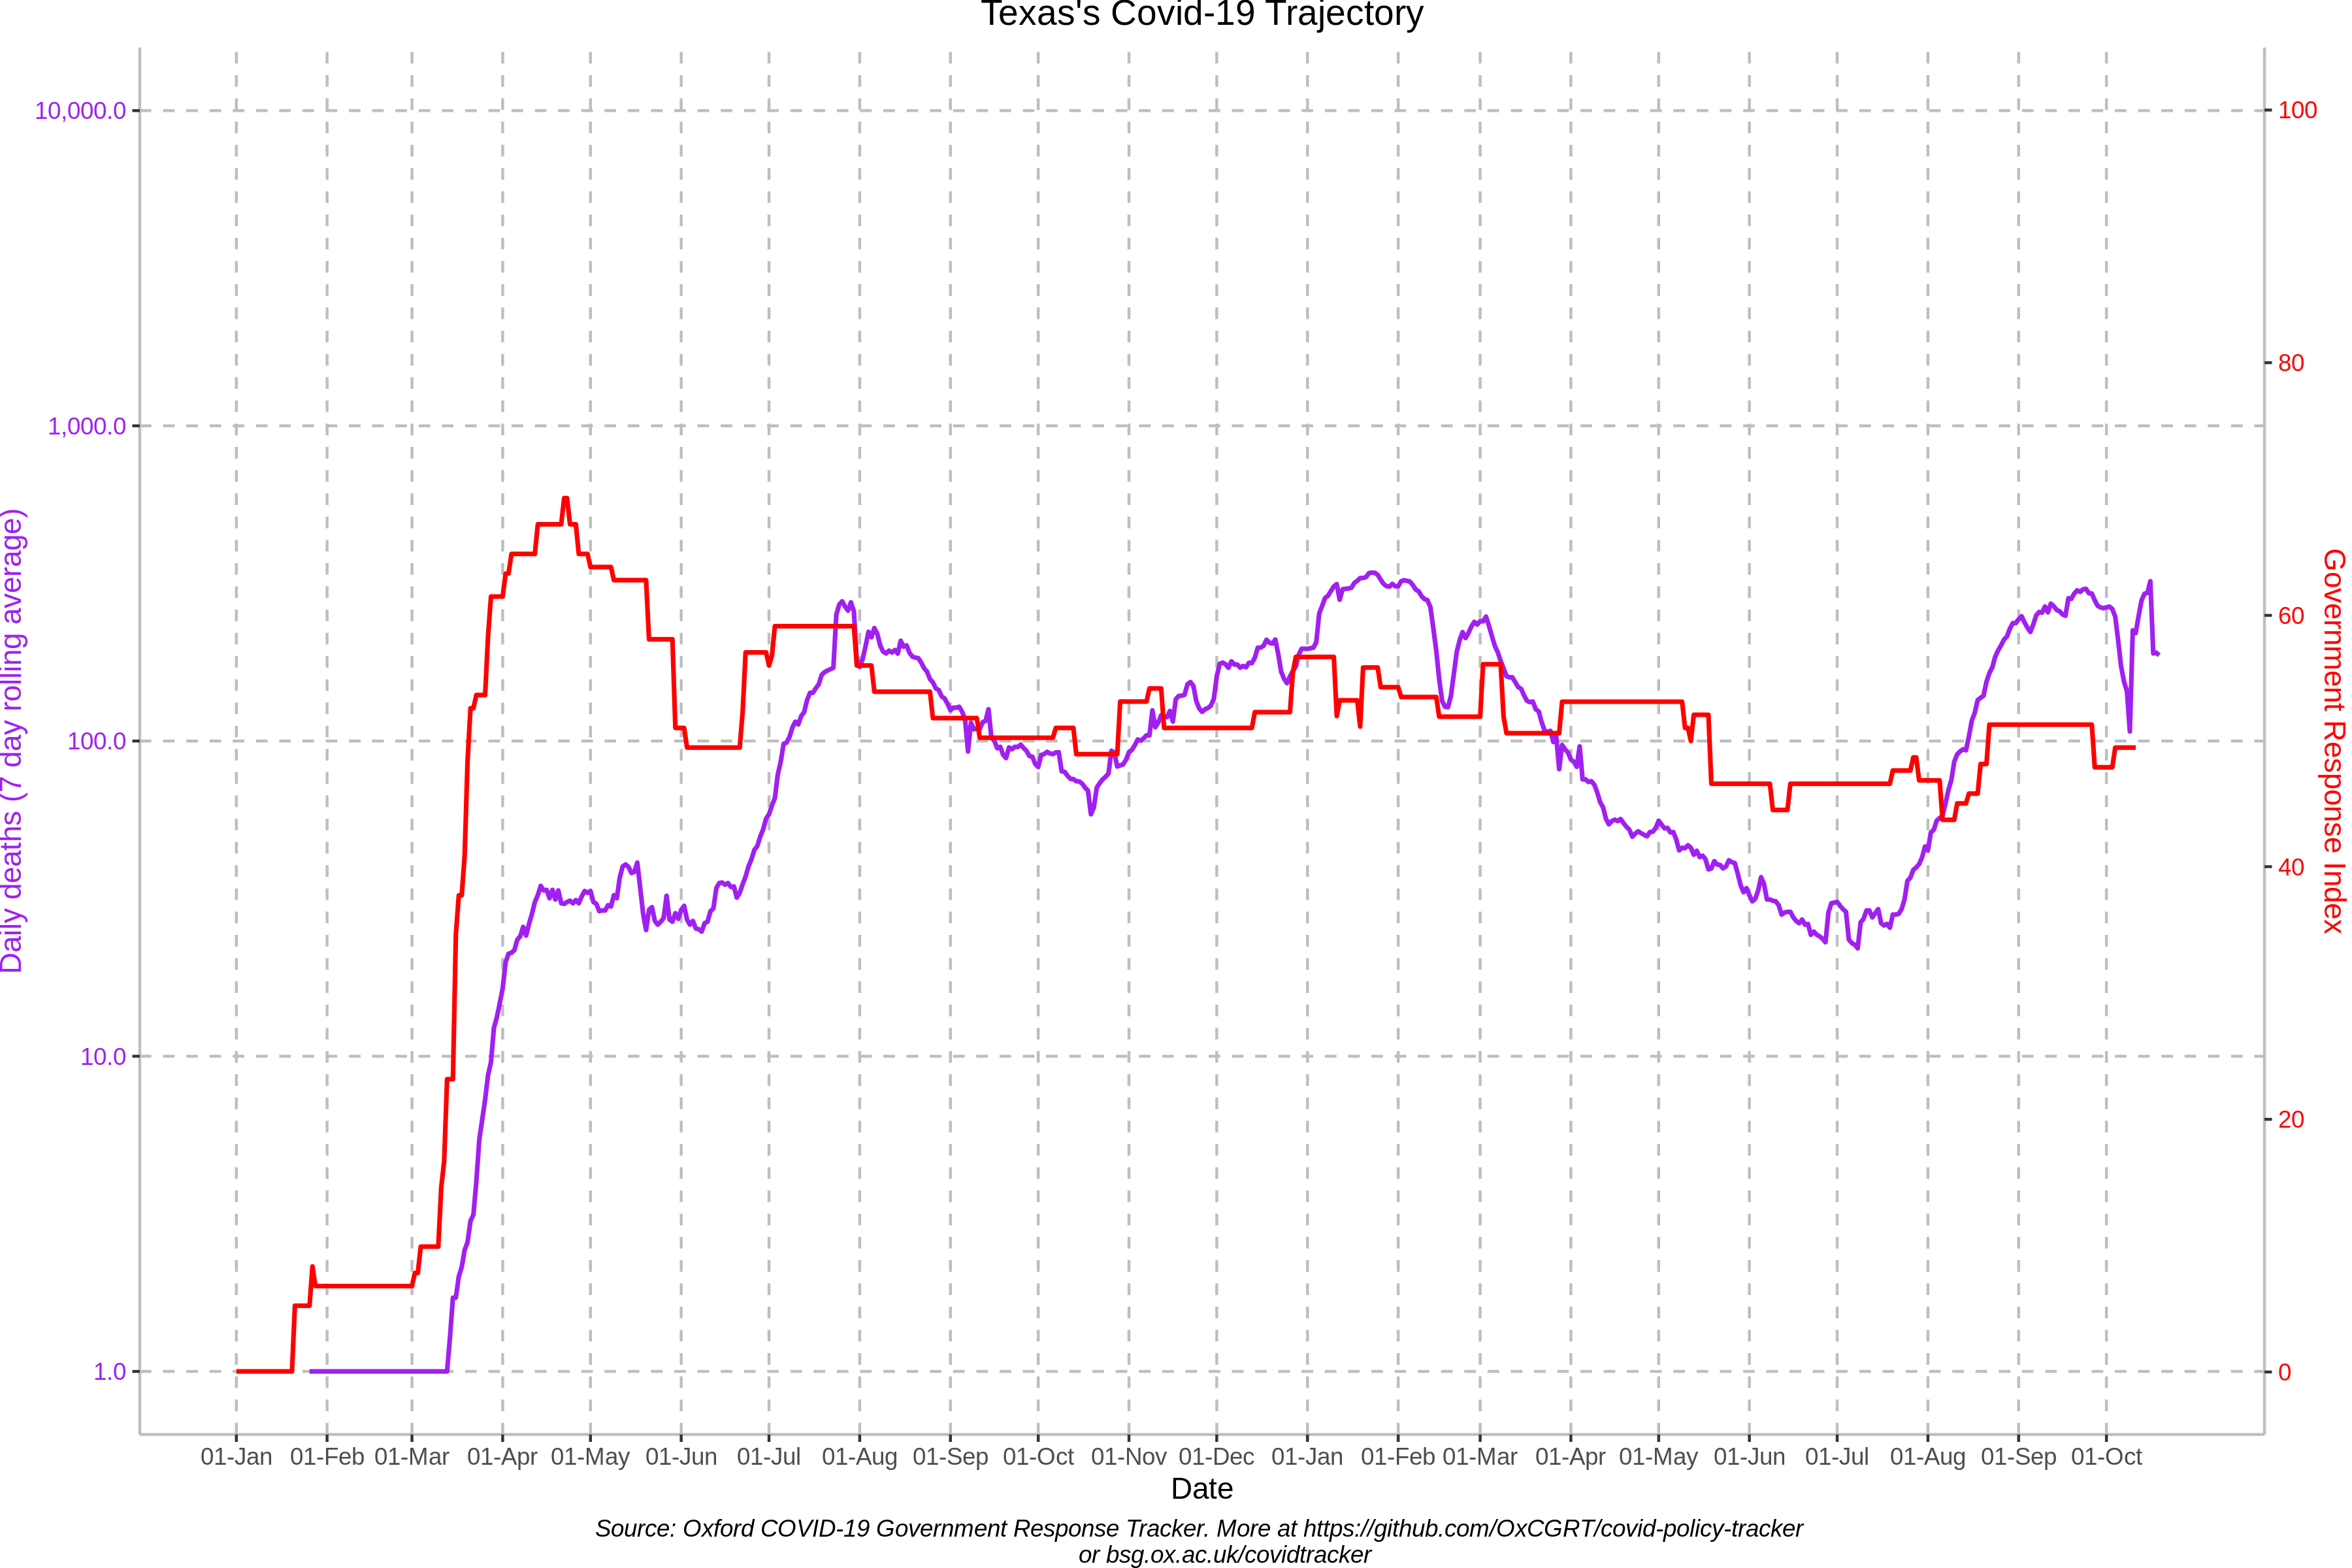 Texas's Covid-19 Trajectory
10,000.0
1,000.0
100.0
10.0
1.0
Daily deaths (7 day rolling average)
100
80
60
40
20
0
Government Response Index
01-Jan 01-Feb 01-Mar 01-Apr 01-May 01-Jun 01-Jul 01-Aug 01-Sep 01-Oct 01-Nov 01-Dec 01-Jan 01-Feb 01-Mar 01-Apr 01-May 01-Jun 01-Jul 01-Aug 01-Sep 01-Oct
Date
Source: Oxford COVID-19 Government Response Tracker. More at https://github.com/OxCGRT/covid-policy-tracker
or bsg.ox.ac.uk/covidtracker